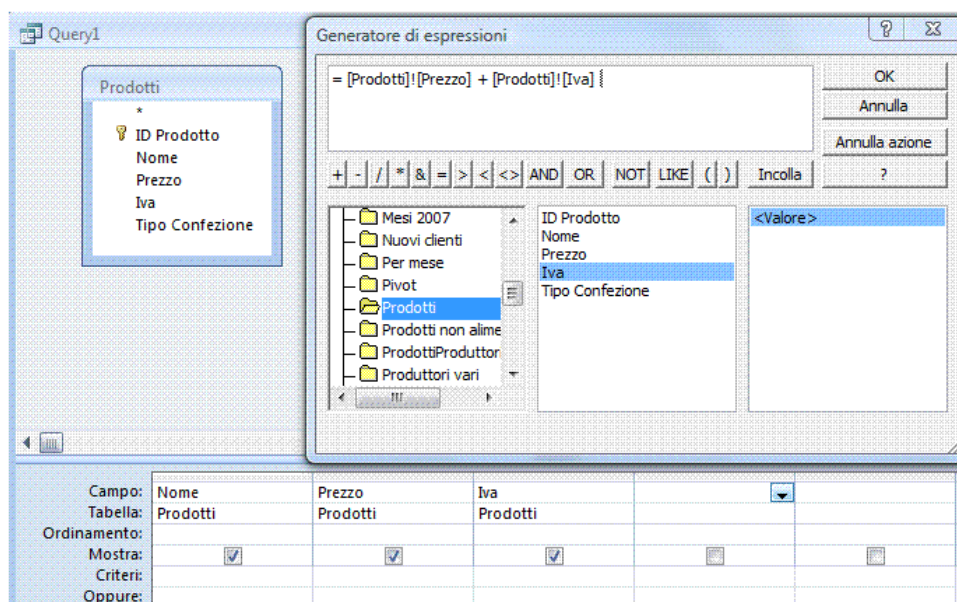 Query1
Prodotti
*
ID Prodotto
Nome
Prezzo
Iva
Tipo Confezione
Generatore di espressioni
?
= [Prodotti]![Prezzo] + [Prodotti]![Iva]
OK
Annulla
Annulla azione
+ - / * & = > < <> AND OR NOT LIKE ( ) Incolla ?
Mesi 2007
Nuovi clienti
Per mese
Pivot
Prodotti
Prodotti non alime
ProdottiProduttor
Produttori vari
ID Prodotto
Nome
Prezzo
Iva
Tipo Confezione
<Valore>
Campo: Nome Prezzo Iva
Tabella: Prodotti Prodotti Prodotti
Ordinamento:
Mostra:
Criteri:
Oppure: